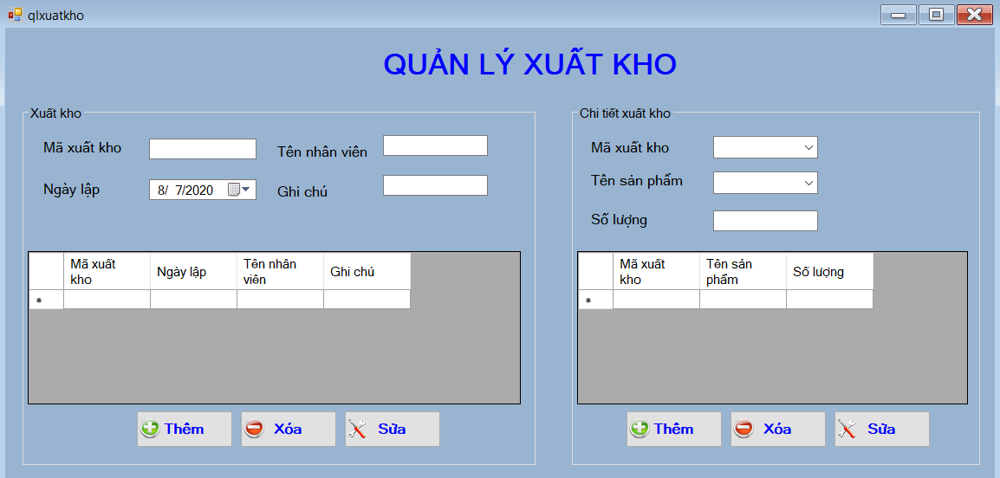 qlxuatkho
QUẢN LÝ XUẤT KHO
Xuất kho
Mã xuất kho
Tên nhân viên
Ngày lập
8/ 7/2020
Ghi chú
Mã xuất kho
Ngày lập
Tên nhân viên
Ghi chú
*
Thêm
Xóa
Sửa
Chi tiết xuất kho
Mã xuất kho
Tên sản phẩm
Số lượng
Mã xuất kho
Tên sản phẩm
Số lượng
*
Thêm
Xóa
Sửa